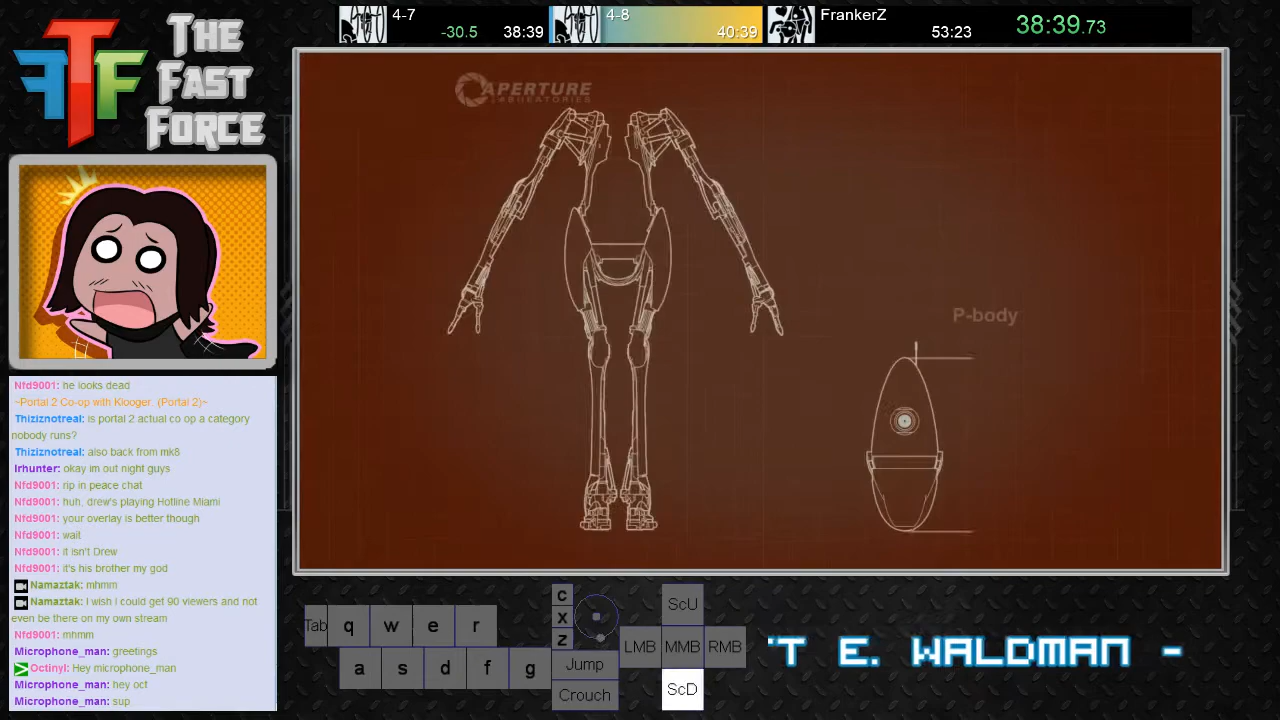 THE
FAST
FORCE
4-7
-30.5
38:39
4-8
40:39
FrankerZ
53:23
38:39.73
APERTURE
LABORATORIES
P-body
Nfd9001: he looks dead
~Portal 2 Co-op with Klooger. (Portal 2)~
Thiziznotreal: is portal 2 actual co op a category
nobody runs?
Thiziznotreal: also back from mk8
Irhunter: okay im out night guys
Nfd9001: rip in peace chat
Nfd9001: huh, drew's playing Hotline Miami
Nfd9001: your overlay is better though
Nfd9001: wait
Nfd9001: it isn't Drew
Nfd9001: it's his brother my god
Namaztak: mhmm
Namaztak: I wish i could get 90 viewers and not
even be there on my own stream
Nfd9001: mhmm
Microphone_man: greetings
Octinyl: Hey microphone_man
Microphone_man: hey oct
Microphone_man: sup
Tab q w e r
a s d f g
c
x
z
Jump
Crouch
ScU
LMB MMB RMB
ScD
T E. WALDMAN -